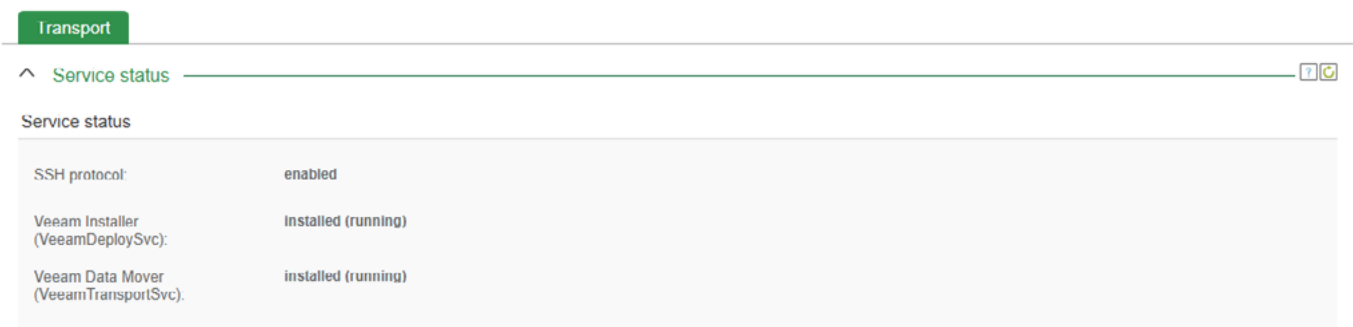 Transport
Service status
?
Service status
SSH protocol: enabled
Veeam Installer installed (running)
(VeeamDeploySvc):
Veeam Data Mover installed (running)
(VeeamTransportSvc):